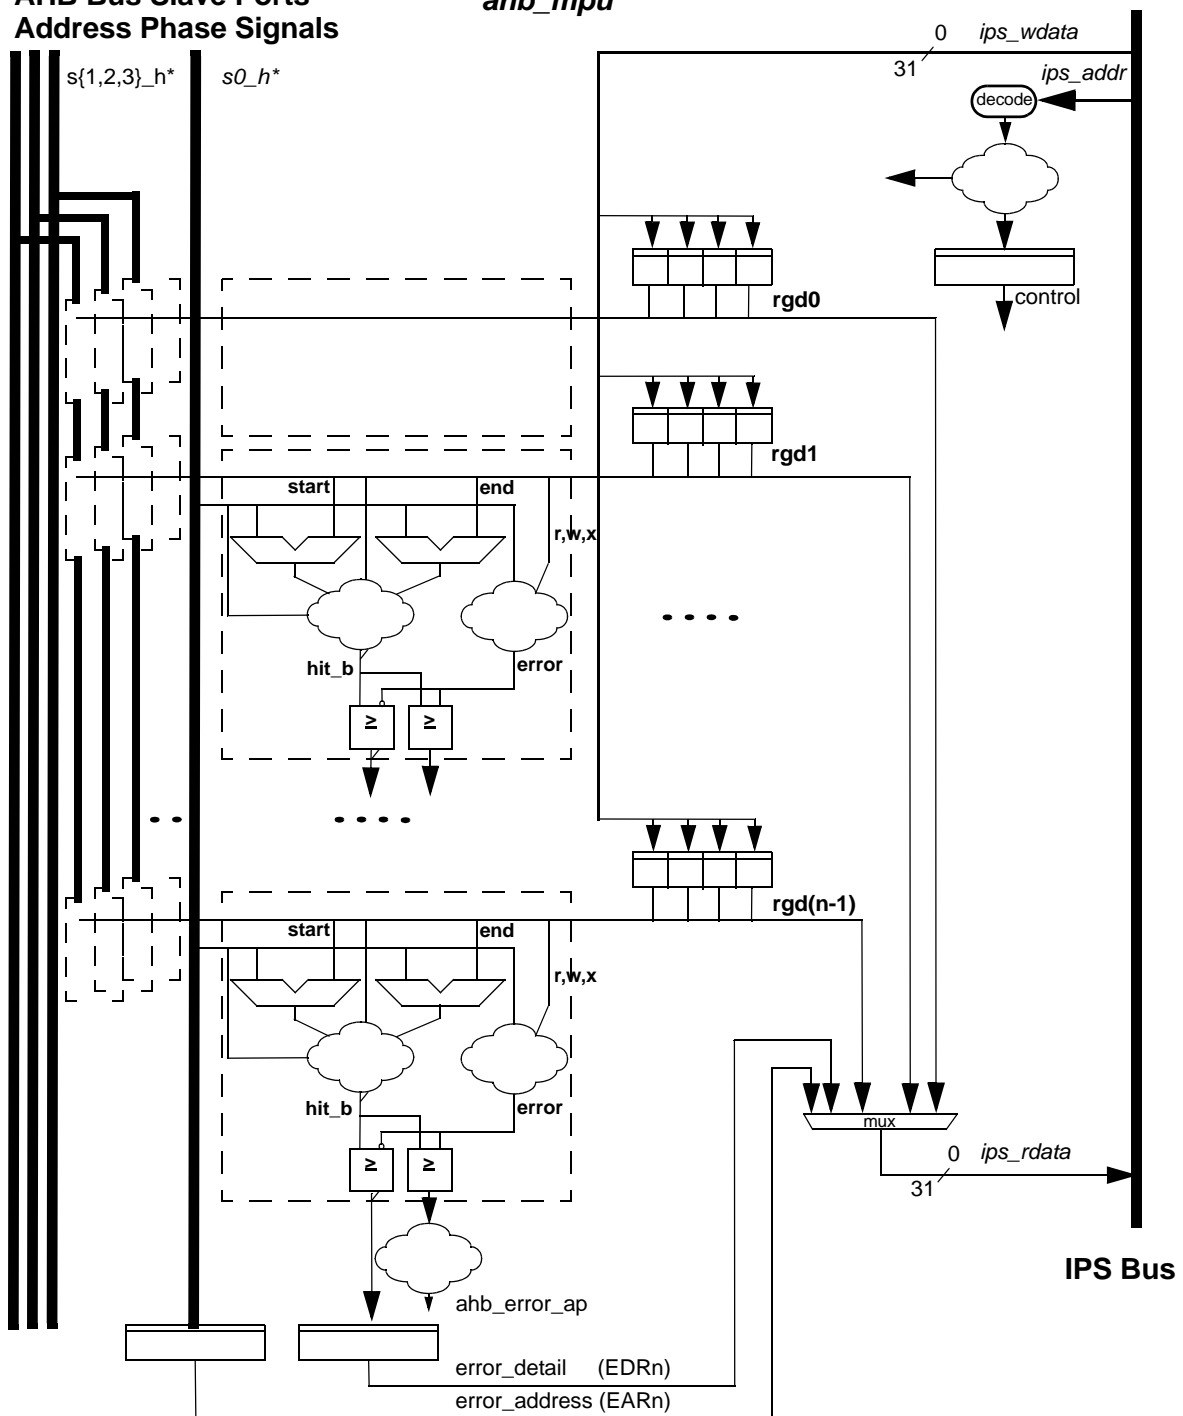 AHB Bus Slave Ports
Address Phase Signals
ahb_mpu
s{1,2,3}_h*
s0_h*
0 ips_wdata
31
ips_addr
decode
control
rgd0
rgd1
start
end
r,w,x
hit_b
error
≥
≥
rgd(n-1)
start
end
r,w,x
hit_b
error
≥
≥
mux
0 ips_rdata
31
IPS Bus
ahb_error_ap
error_detail (EDRn)
error_address (EARn)